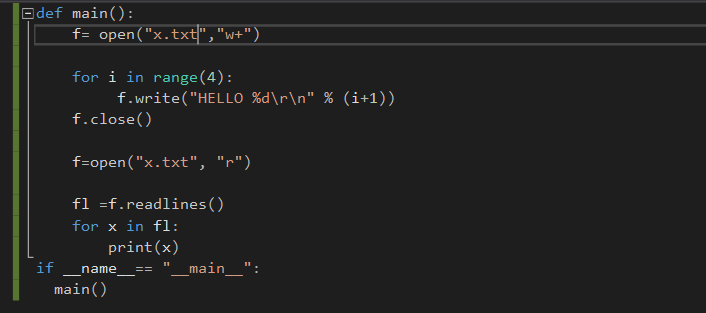 def main():
    f= open("x.txt","w+")
    for i in range(4):
         f.write("HELLO %d\r\n" % (i+1))
    f.close()
    f=open("x.txt", "r")
    fl =f.readlines()
    for x in fl:
        print(x)
if __name__== "__main__":
  main()